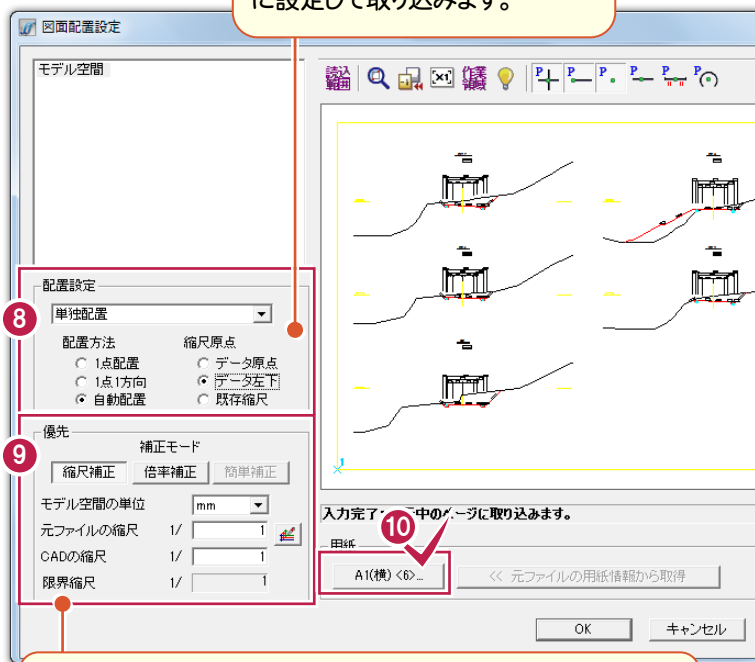 に設定して取り込みます。
図面配置設定
モデル空間
読込範囲
作業領域
8
配置設定
単独配置
配置方法
縮尺原点
1点配置
データ原点
1点1方向
データ左下
自動配置
既存縮尺
9
優先
補正モード
縮尺補正
倍率補正
簡単補正
モデル空間の単位
mm
元ファイルの縮尺 1/ 1
CADの縮尺 1/ 1
限界縮尺 1/ 1
1
入力完了
中のページに取り込みます。
用紙
10
A1(横) <6>...
<< 元ファイルの用紙情報から取得
OK
キャンセル